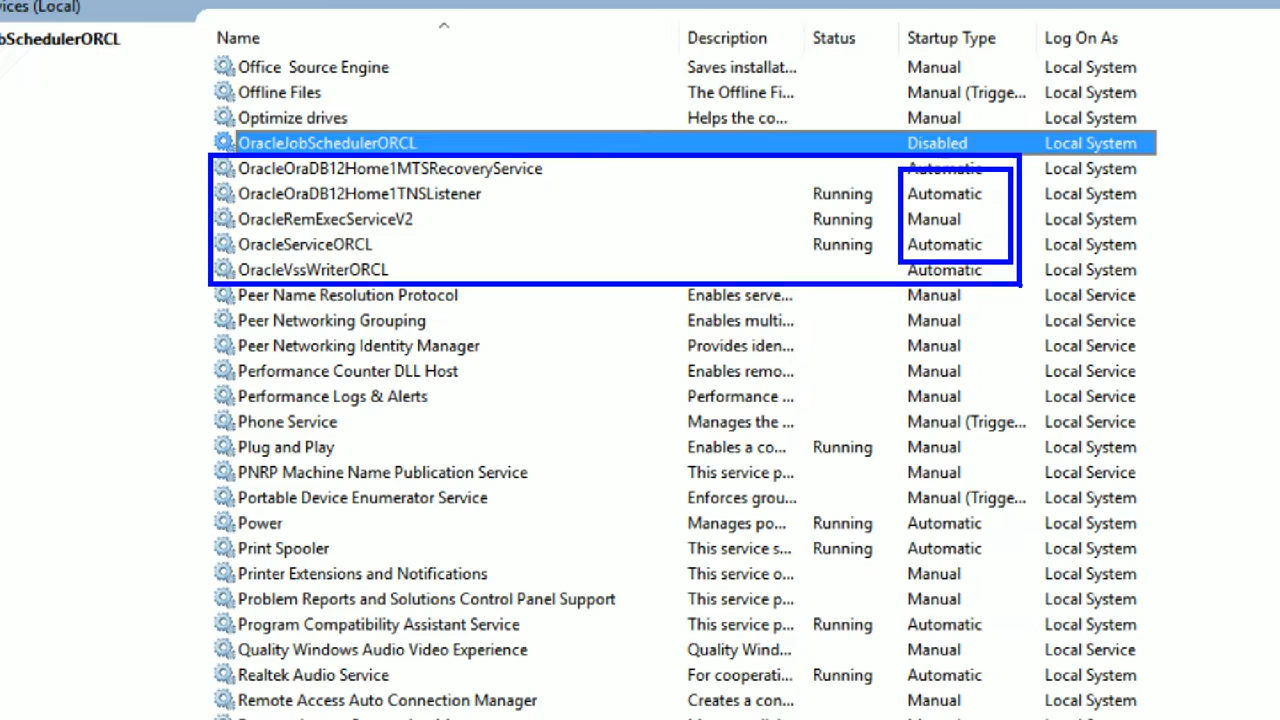 vices (Local)
bSchedulerORCL
Name Description Status Startup Type Log On As
Office  Source Engine Saves installat... Manual Local System
Offline Files The Offline Fi... Manual (Trigge... Local System
Optimize drives Helps the co... Manual Local System
OracleJobSchedulerORCL Disabled Local System
OracleOraDB12Home1MTSRecoveryService Automatic Local System
OracleOraDB12Home1TNSListener Running Automatic Local System
OracleRemExecServiceV2 Running Manual Local System
OracleServiceORCL Running Automatic Local System
OracleVssWriterORCL Automatic Local System
Peer Name Resolution Protocol Enables serve... Manual Local Service
Peer Networking Grouping Enables multi... Manual Local Service
Peer Networking Identity Manager Provides iden... Manual Local Service
Performance Counter DLL Host Enables remo... Manual Local Service
Performance Logs & Alerts Performance ... Manual Local Service
Phone Service Manages the ... Manual (Trigge... Local Service
Plug and Play Enables a co... Running Manual Local System
PNRP Machine Name Publication Service This service p... Manual Local Service
Portable Device Enumerator Service Enforces grou... Manual (Trigge... Local System
Power Manages po... Running Automatic Local System
Print Spooler This service s... Running Automatic Local System
Printer Extensions and Notifications This service o... Manual Local System
Problem Reports and Solutions Control Panel Support This service p... Manual Local System
Program Compatibility Assistant Service This service p... Running Automatic Local System
Quality Windows Audio Video Experience Quality Wind... Manual Local Service
Realtek Audio Service For cooperati... Running Automatic Local System
Remote Access Auto Connection Manager Creates a con... Manual Local System